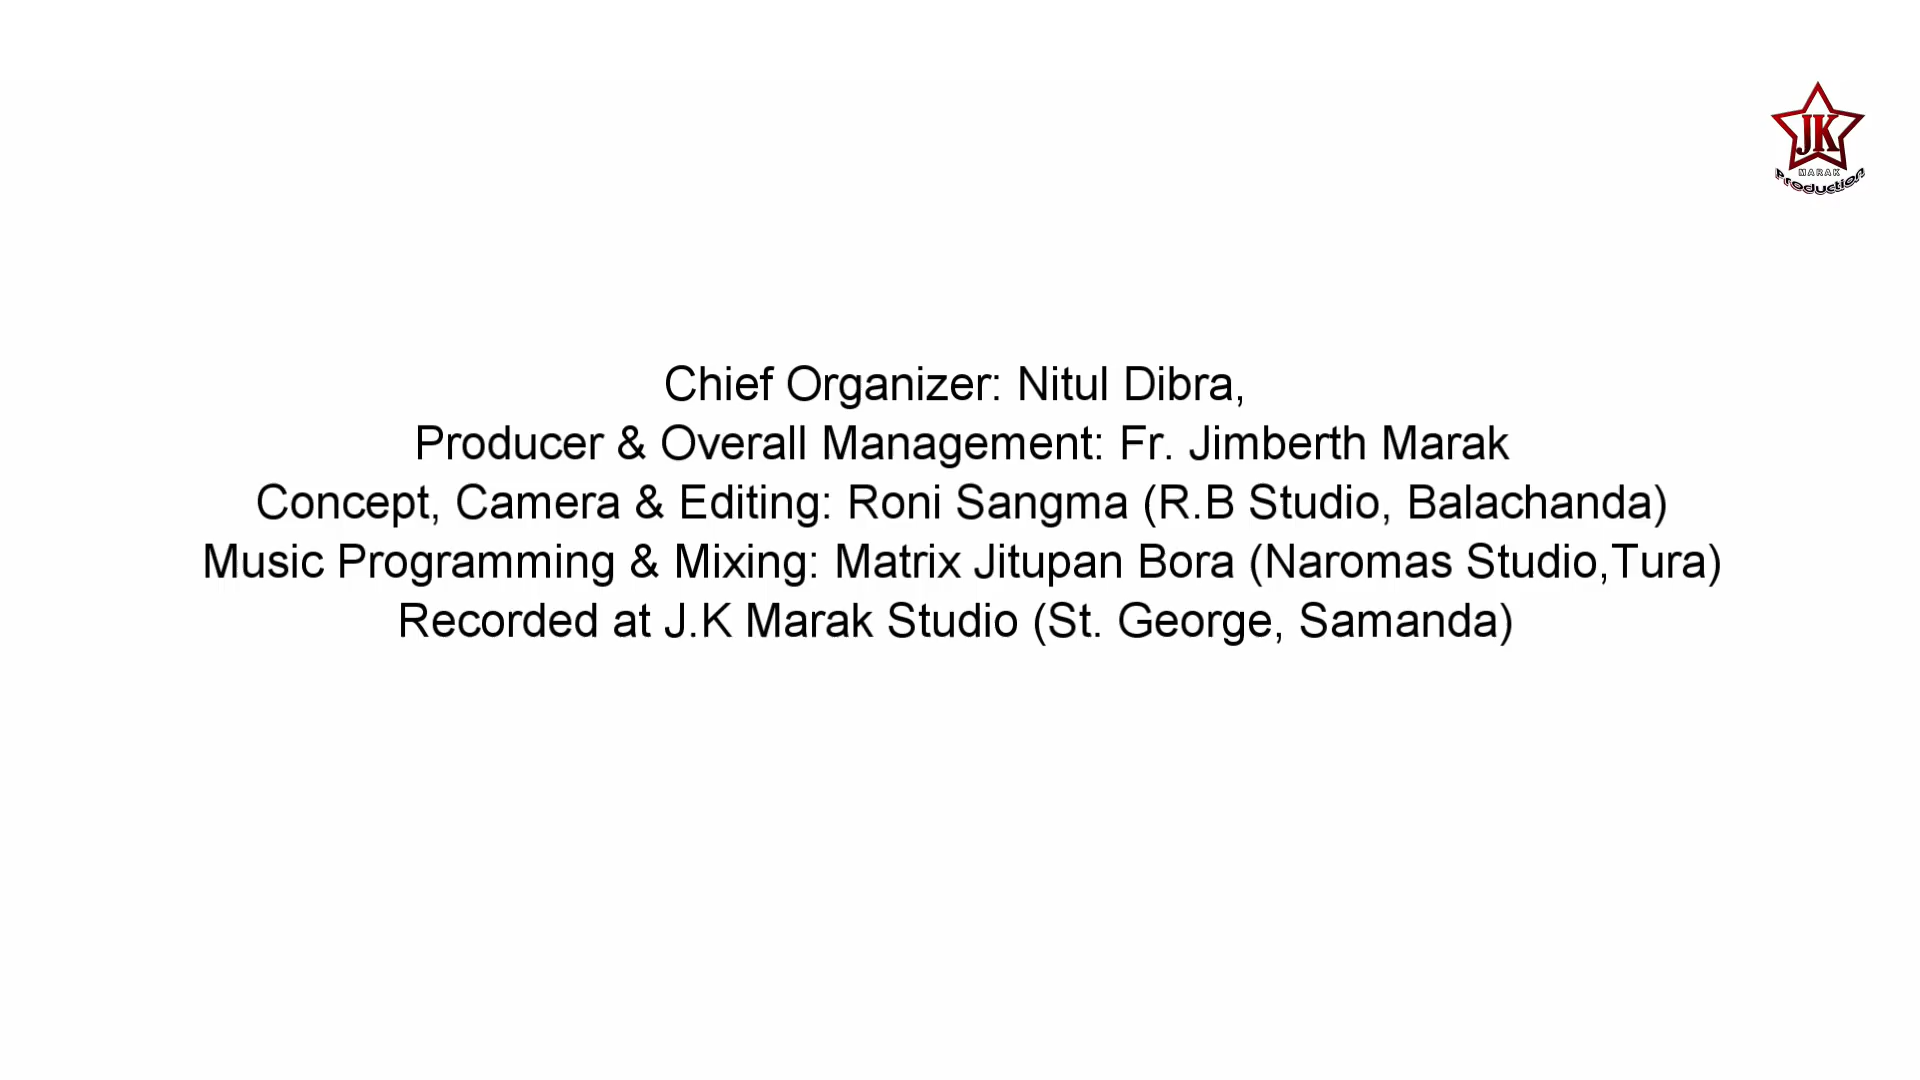 JK
MARAK
Production
Chief Organizer: Nitul Dibra,
Producer & Overall Management: Fr. Jimberth Marak
Concept, Camera & Editing: Roni Sangma (R.B Studio, Balachanda)
Music Programming & Mixing: Matrix Jitupan Bora (Naromas Studio,Tura)
Recorded at J.K Marak Studio (St. George, Samanda)